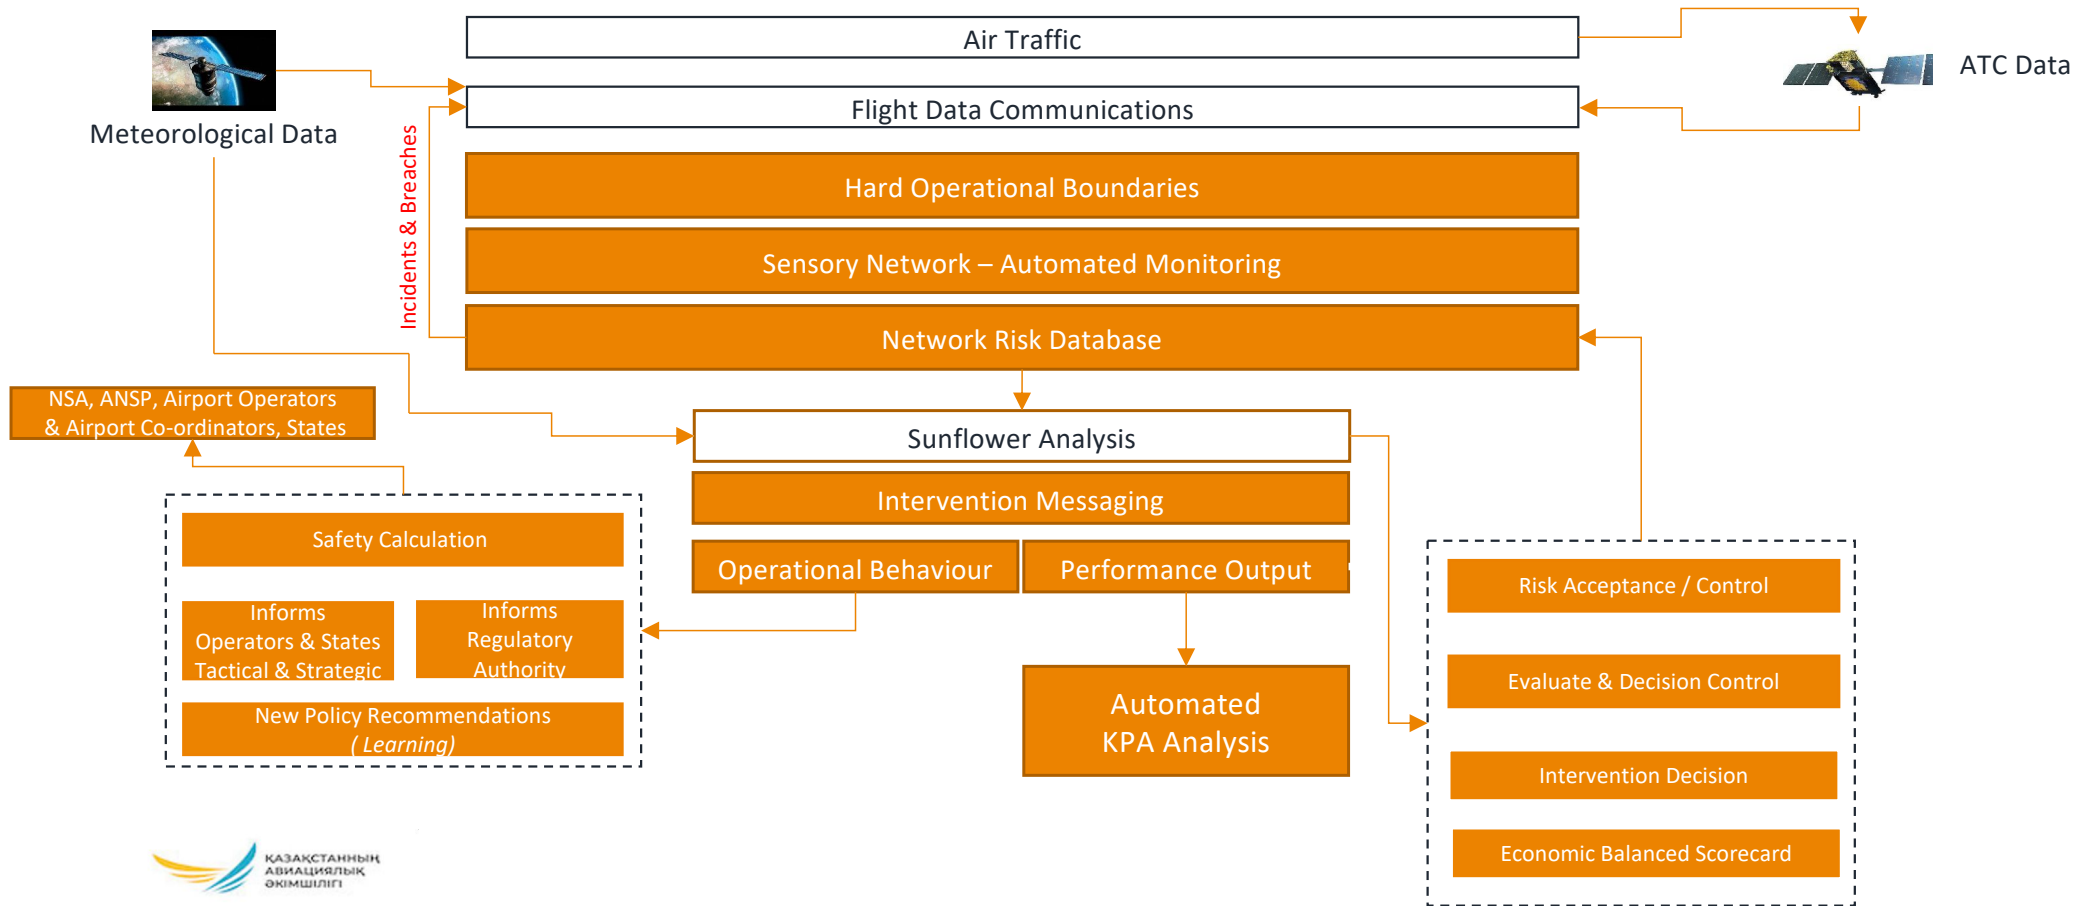 Air Traffic
ATC Data
Flight Data Communications
Meteorological Data
Incidents & Breaches
Hard Operational Boundaries
Sensory Network – Automated Monitoring
Network Risk Database
NSA, ANSP, Airport Operators
& Airport Co-ordinators, States
Sunflower Analysis
Intervention Messaging
Safety Calculation
Operational Behaviour
Performance Output
Informs
Operators & States
Tactical & Strategic
Informs
Regulatory
Authority
New Policy Recommendations
( Learning)
Automated
KPA Analysis
Risk Acceptance / Control
Evaluate & Decision Control
Intervention Decision
Economic Balanced Scorecard
ҚАЗАҚСТАННЫҢ
АВИАЦИЯЛЫҚ
ӘКІМШІЛІГІ